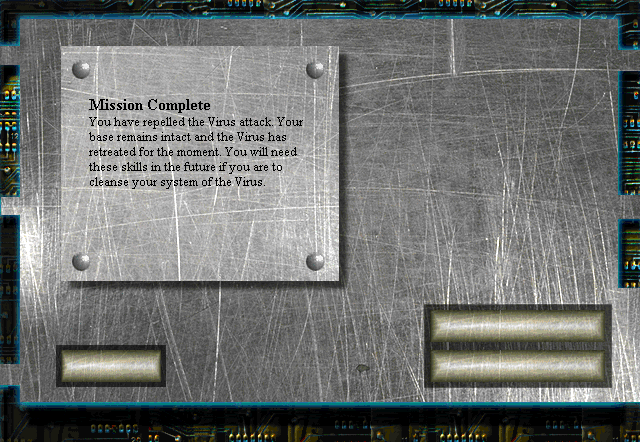 Mission Complete
You have repelled the Virus attack. Your
base remains intact and the Virus has
retreated for the moment. You will need
these skills in the future if you are to
cleanse your system of the Virus.